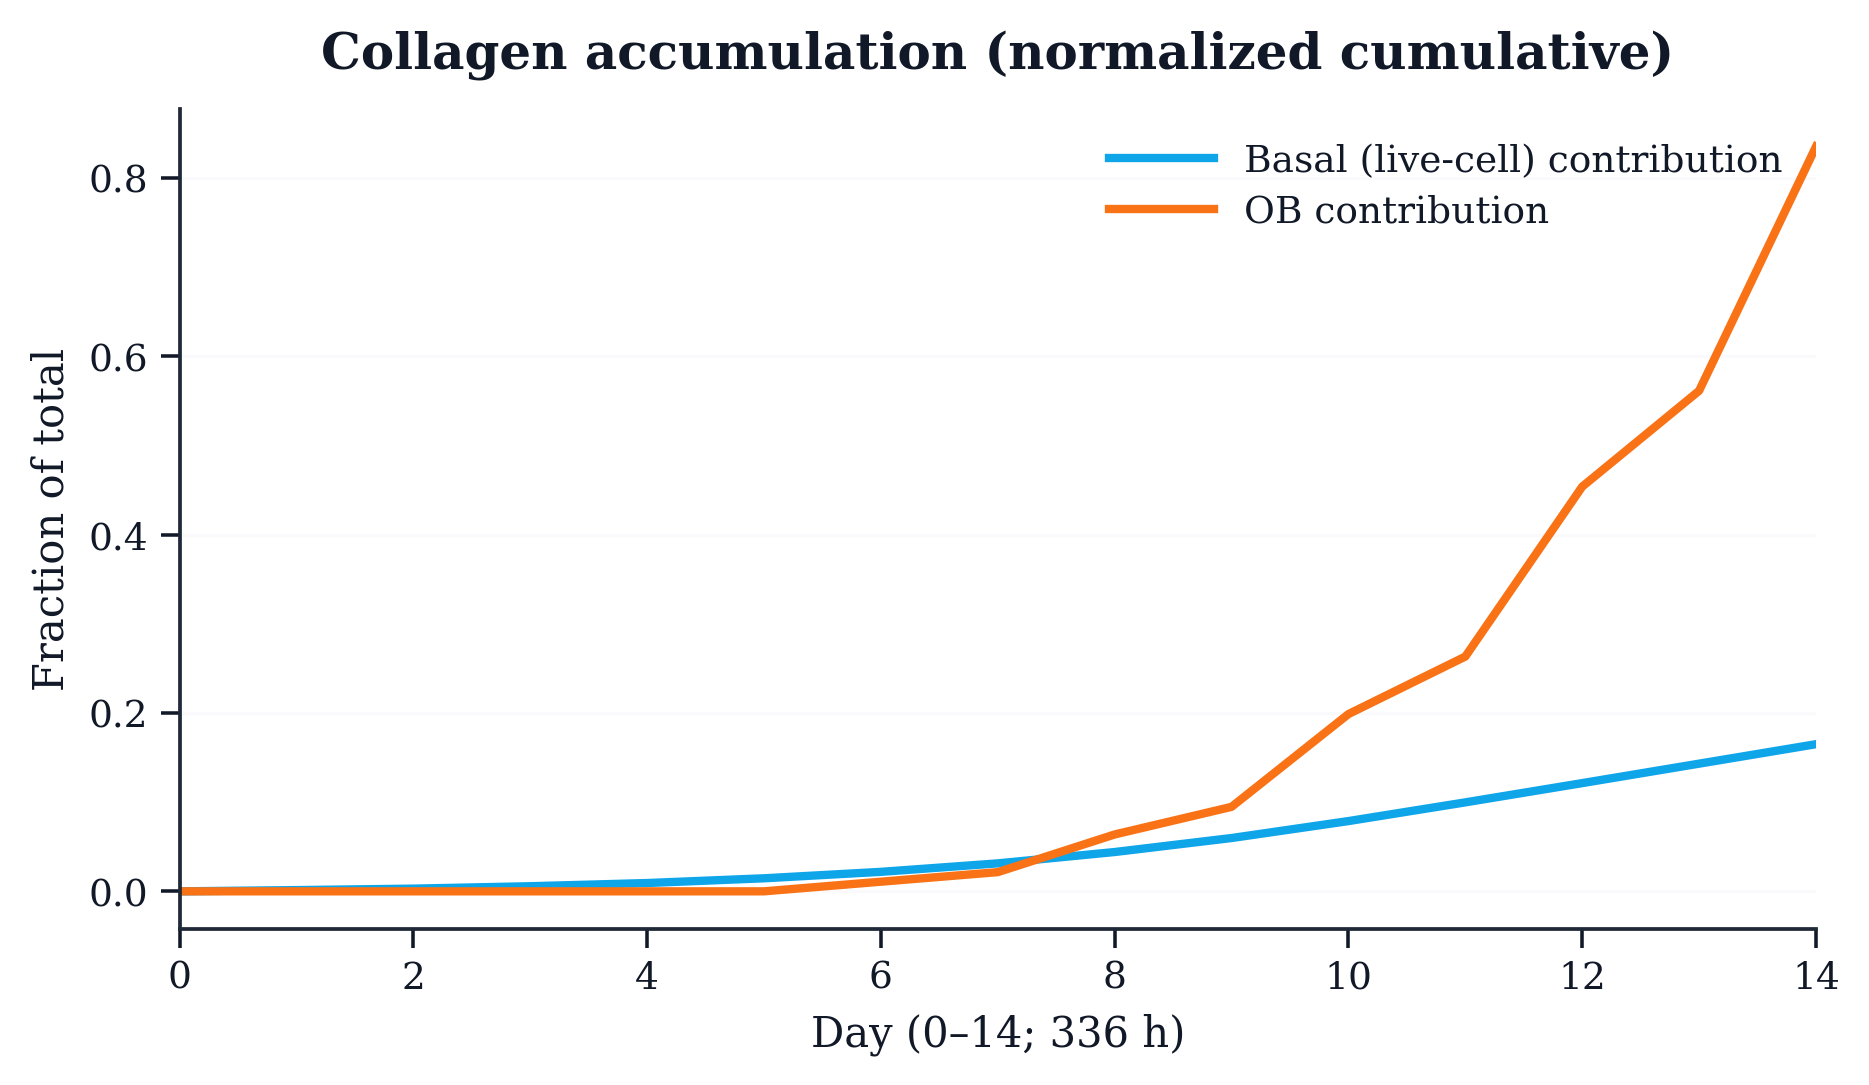 Collagen accumulation (normalized cumulative)
Basal (live-cell) contribution
OB contribution
Fraction of total
0.8
0.6
0.4
0.2
0.0
0 2 4 6 8 10 12 14
Day (0–14; 336 h)